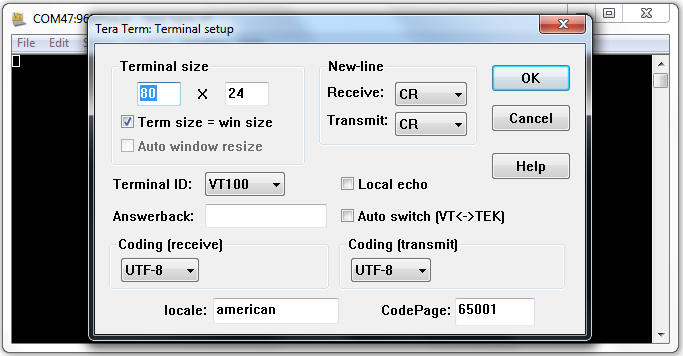 COM47:96
Tera Term: Terminal setup
File Edit S
Terminal size
80 X 24
Term size = win size
Auto window resize
New-line
Receive: CR
Transmit: CR
OK
Cancel
Help
Terminal ID: VT100
Local echo
Answerback:
Auto switch (VT<->TEK)
Coding (receive)
UTF-8
Coding (transmit)
UTF-8
locale: american
CodePage: 65001